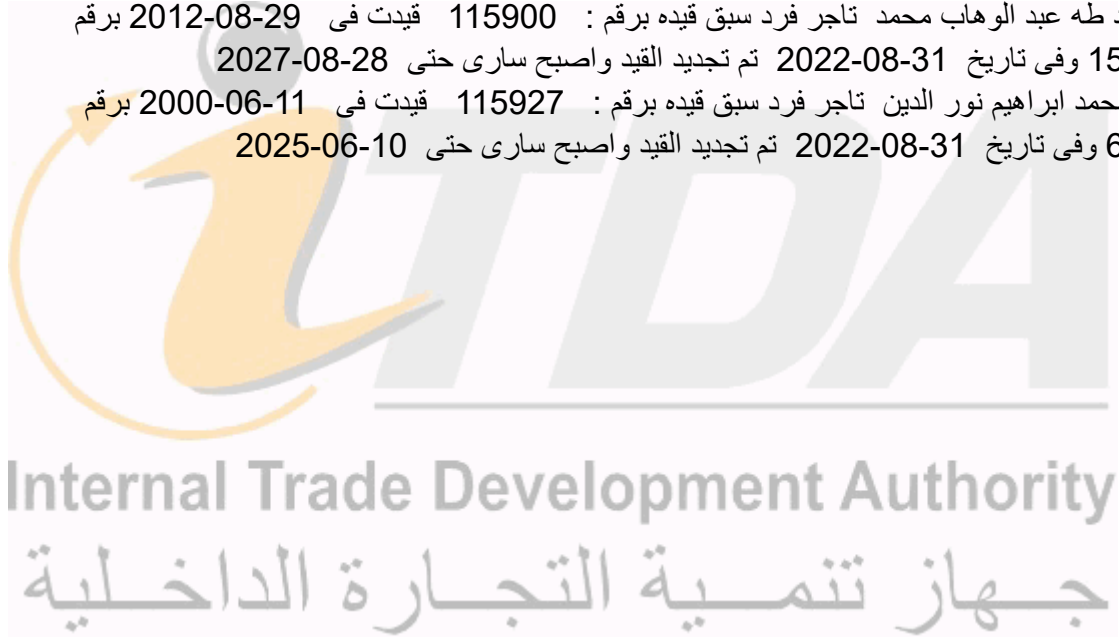 طه عبد الوهاب محمد تاجر فرد سبق قيده برقم : 115900 قيدت فى 29-08-2012 برقم
وفى تاريخ 31-08-2022 تم تجديد القيد واصبح سارى حتى 28-08-2027
ابراهيم نور الدين تاجر فرد سبق قيده برقم : 115927 قيدت فى 11-06-2000 برقم
وفى تاريخ 31-08-2022 تم تجديد القيد واصبح سارى حتى 10-06-2025
iTDA
Internal Trade Development Authority
جهاز تنمية التجارة الداخلية